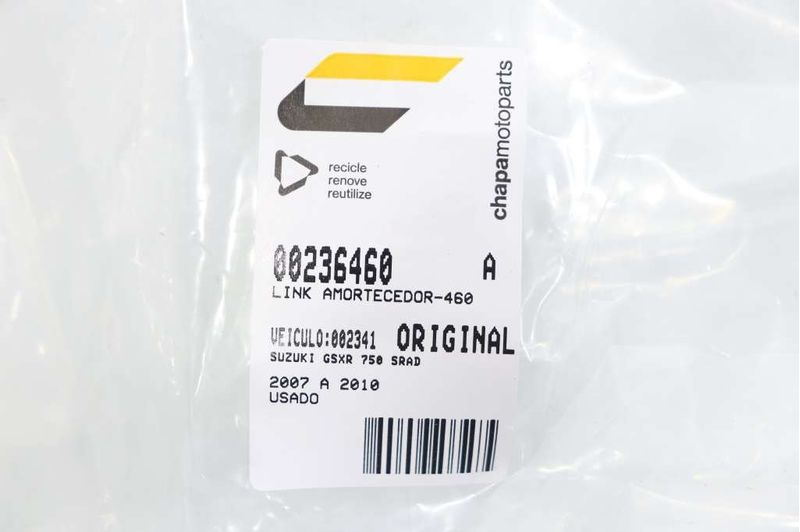 chapamotoparts
recicle
renove
reutilize
00236460 A
LINK AMORTECEDOR-460
VEICULO:002341 ORIGINAL
SUZUKI GSXR 750 SRAD
2007 A 2010
USADO